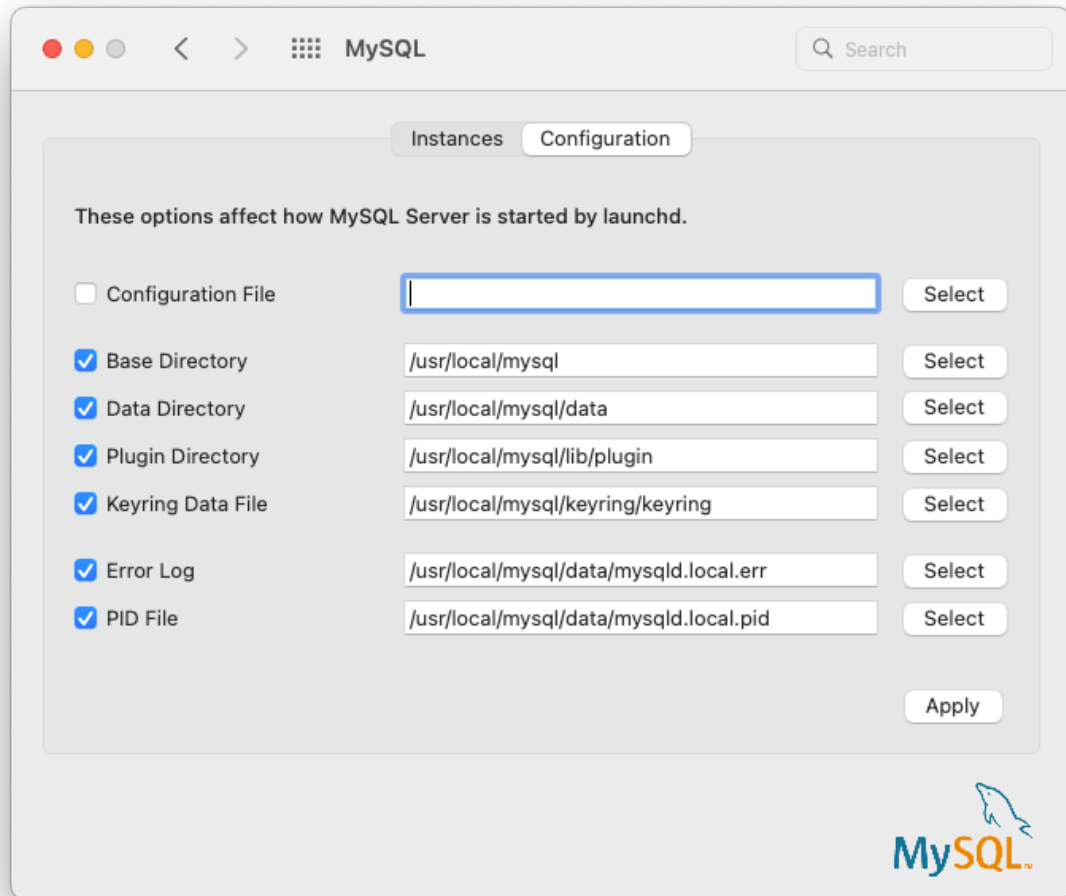 MySQL
Search
Instances
Configuration
These options affect how MySQL Server is started by launchd.
Configuration File
Select
Base Directory
/usr/local/mysql
Select
Data Directory
/usr/local/mysql/data
Select
Plugin Directory
/usr/local/mysql/lib/plugin
Select
Keyring Data File
/usr/local/mysql/keyring/keyring
Select
Error Log
/usr/local/mysql/data/mysqld.local.err
Select
PID File
/usr/local/mysql/data/mysqld.local.pid
Select
Apply
MySQL™